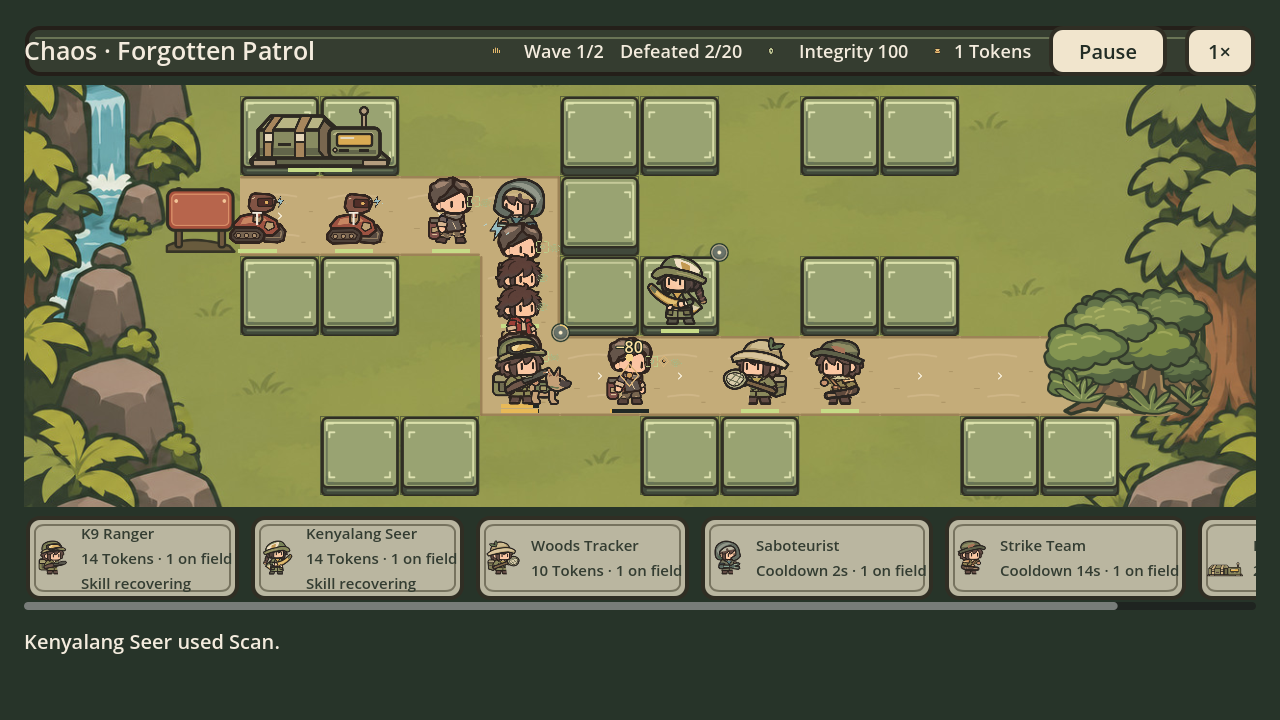 Chaos · Forgotten Patrol
Wave 1/2
Defeated 2/20
Integrity 100
1 Tokens
Pause
1×
−80
K9 Ranger
14 Tokens · 1 on field
Skill recovering
Kenyalang Seer
14 Tokens · 1 on field
Skill recovering
Woods Tracker
10 Tokens · 1 on field
Saboteurist
Cooldown 2s · 1 on field
Strike Team
Cooldown 14s · 1 on field
Kenyalang Seer used Scan.